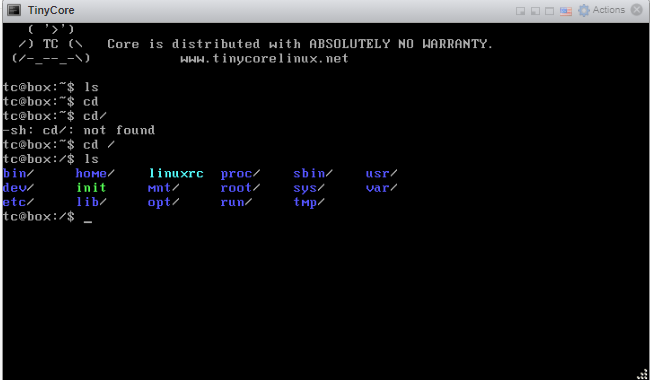 TinyCore Actions
( '>')
/) TC (\ Core is distributed with ABSOLUTELY NO WARRANTY.
(/-_--_-\) www.tinycorelinux.net
tc@box:~$ ls
tc@box:~$ cd
tc@box:~$ cd/
-sh: cd/: not found
tc@box:~$ cd /
tc@box:/$ ls
bin/ home/ linuxrc proc/ sbin/ usr/
dev/ init mnt/ root/ sys/ var/
etc/ lib/ opt/ run/ tmp/
tc@box:/$ _